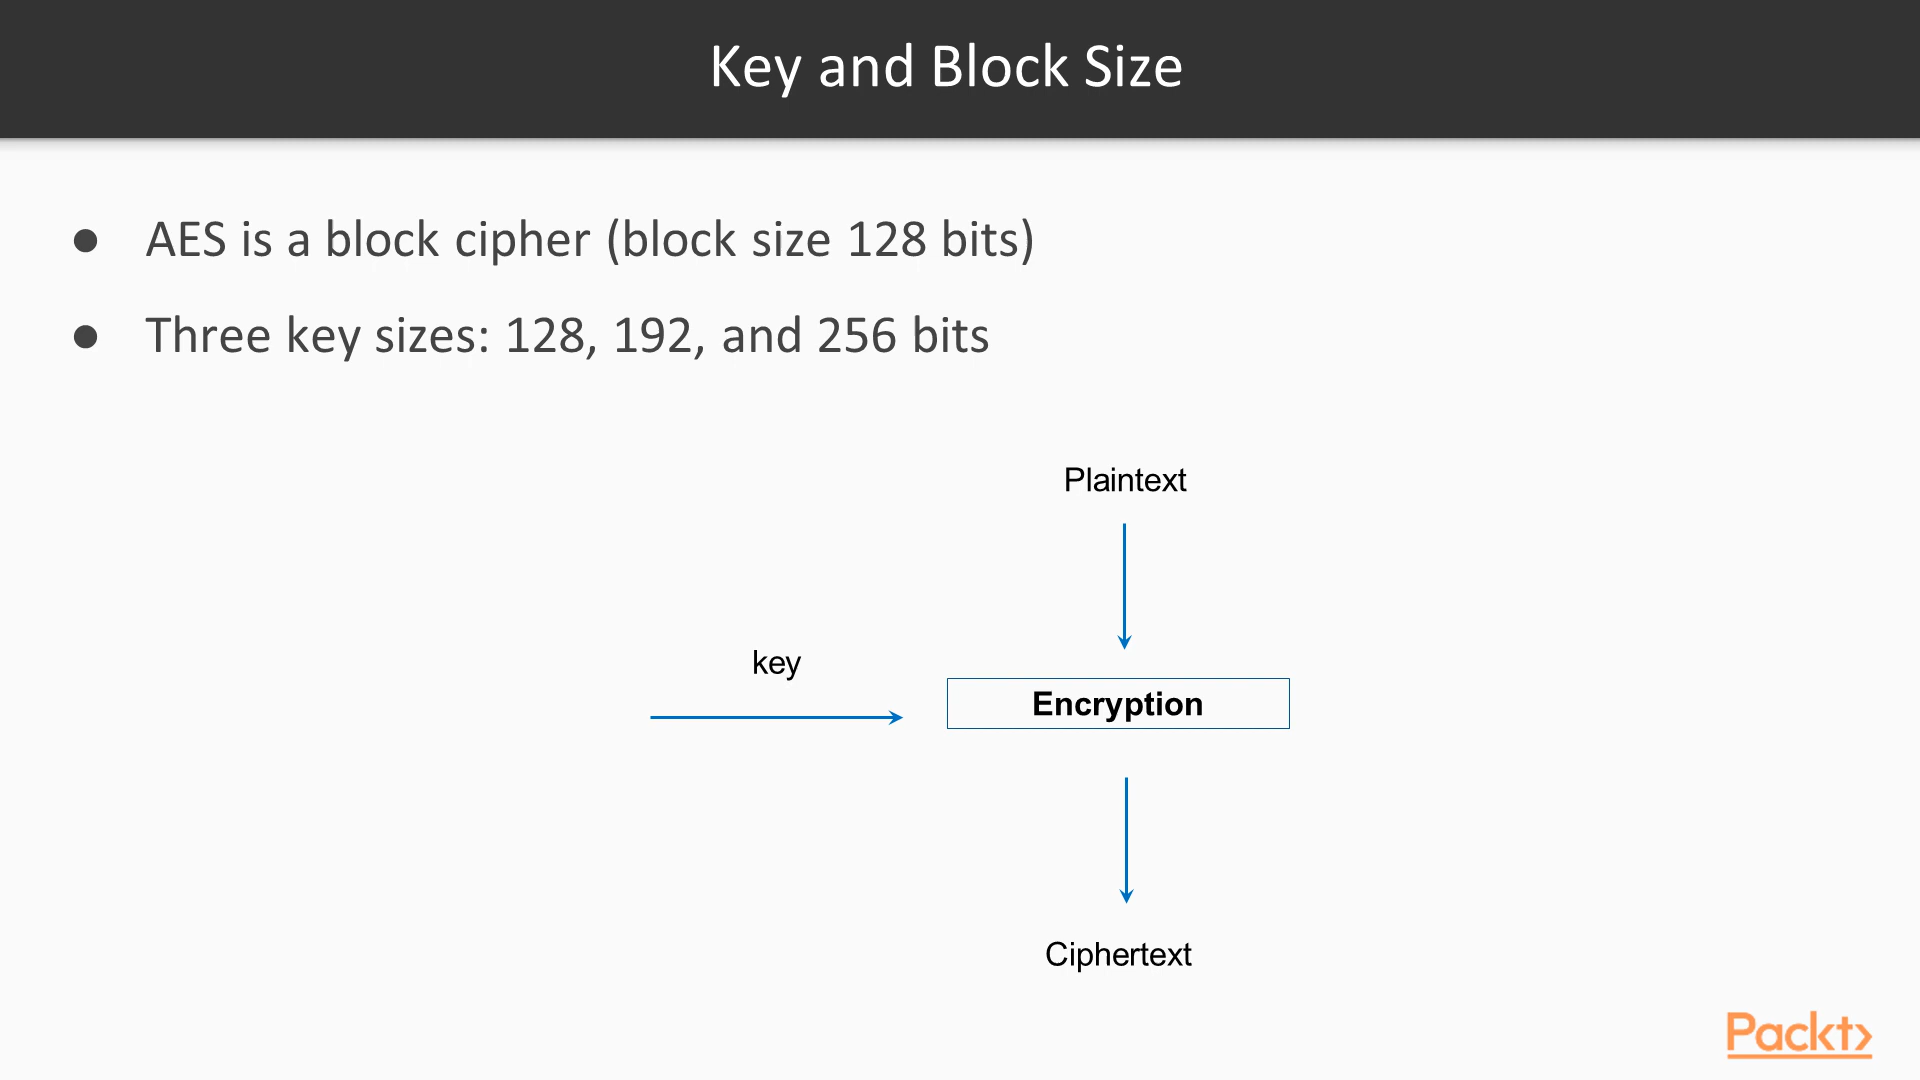 Key and Block Size
● AES is a block cipher (block size 128 bits)
● Three key sizes: 128, 192, and 256 bits
Plaintext
key
Encryption
Ciphertext
Packt>